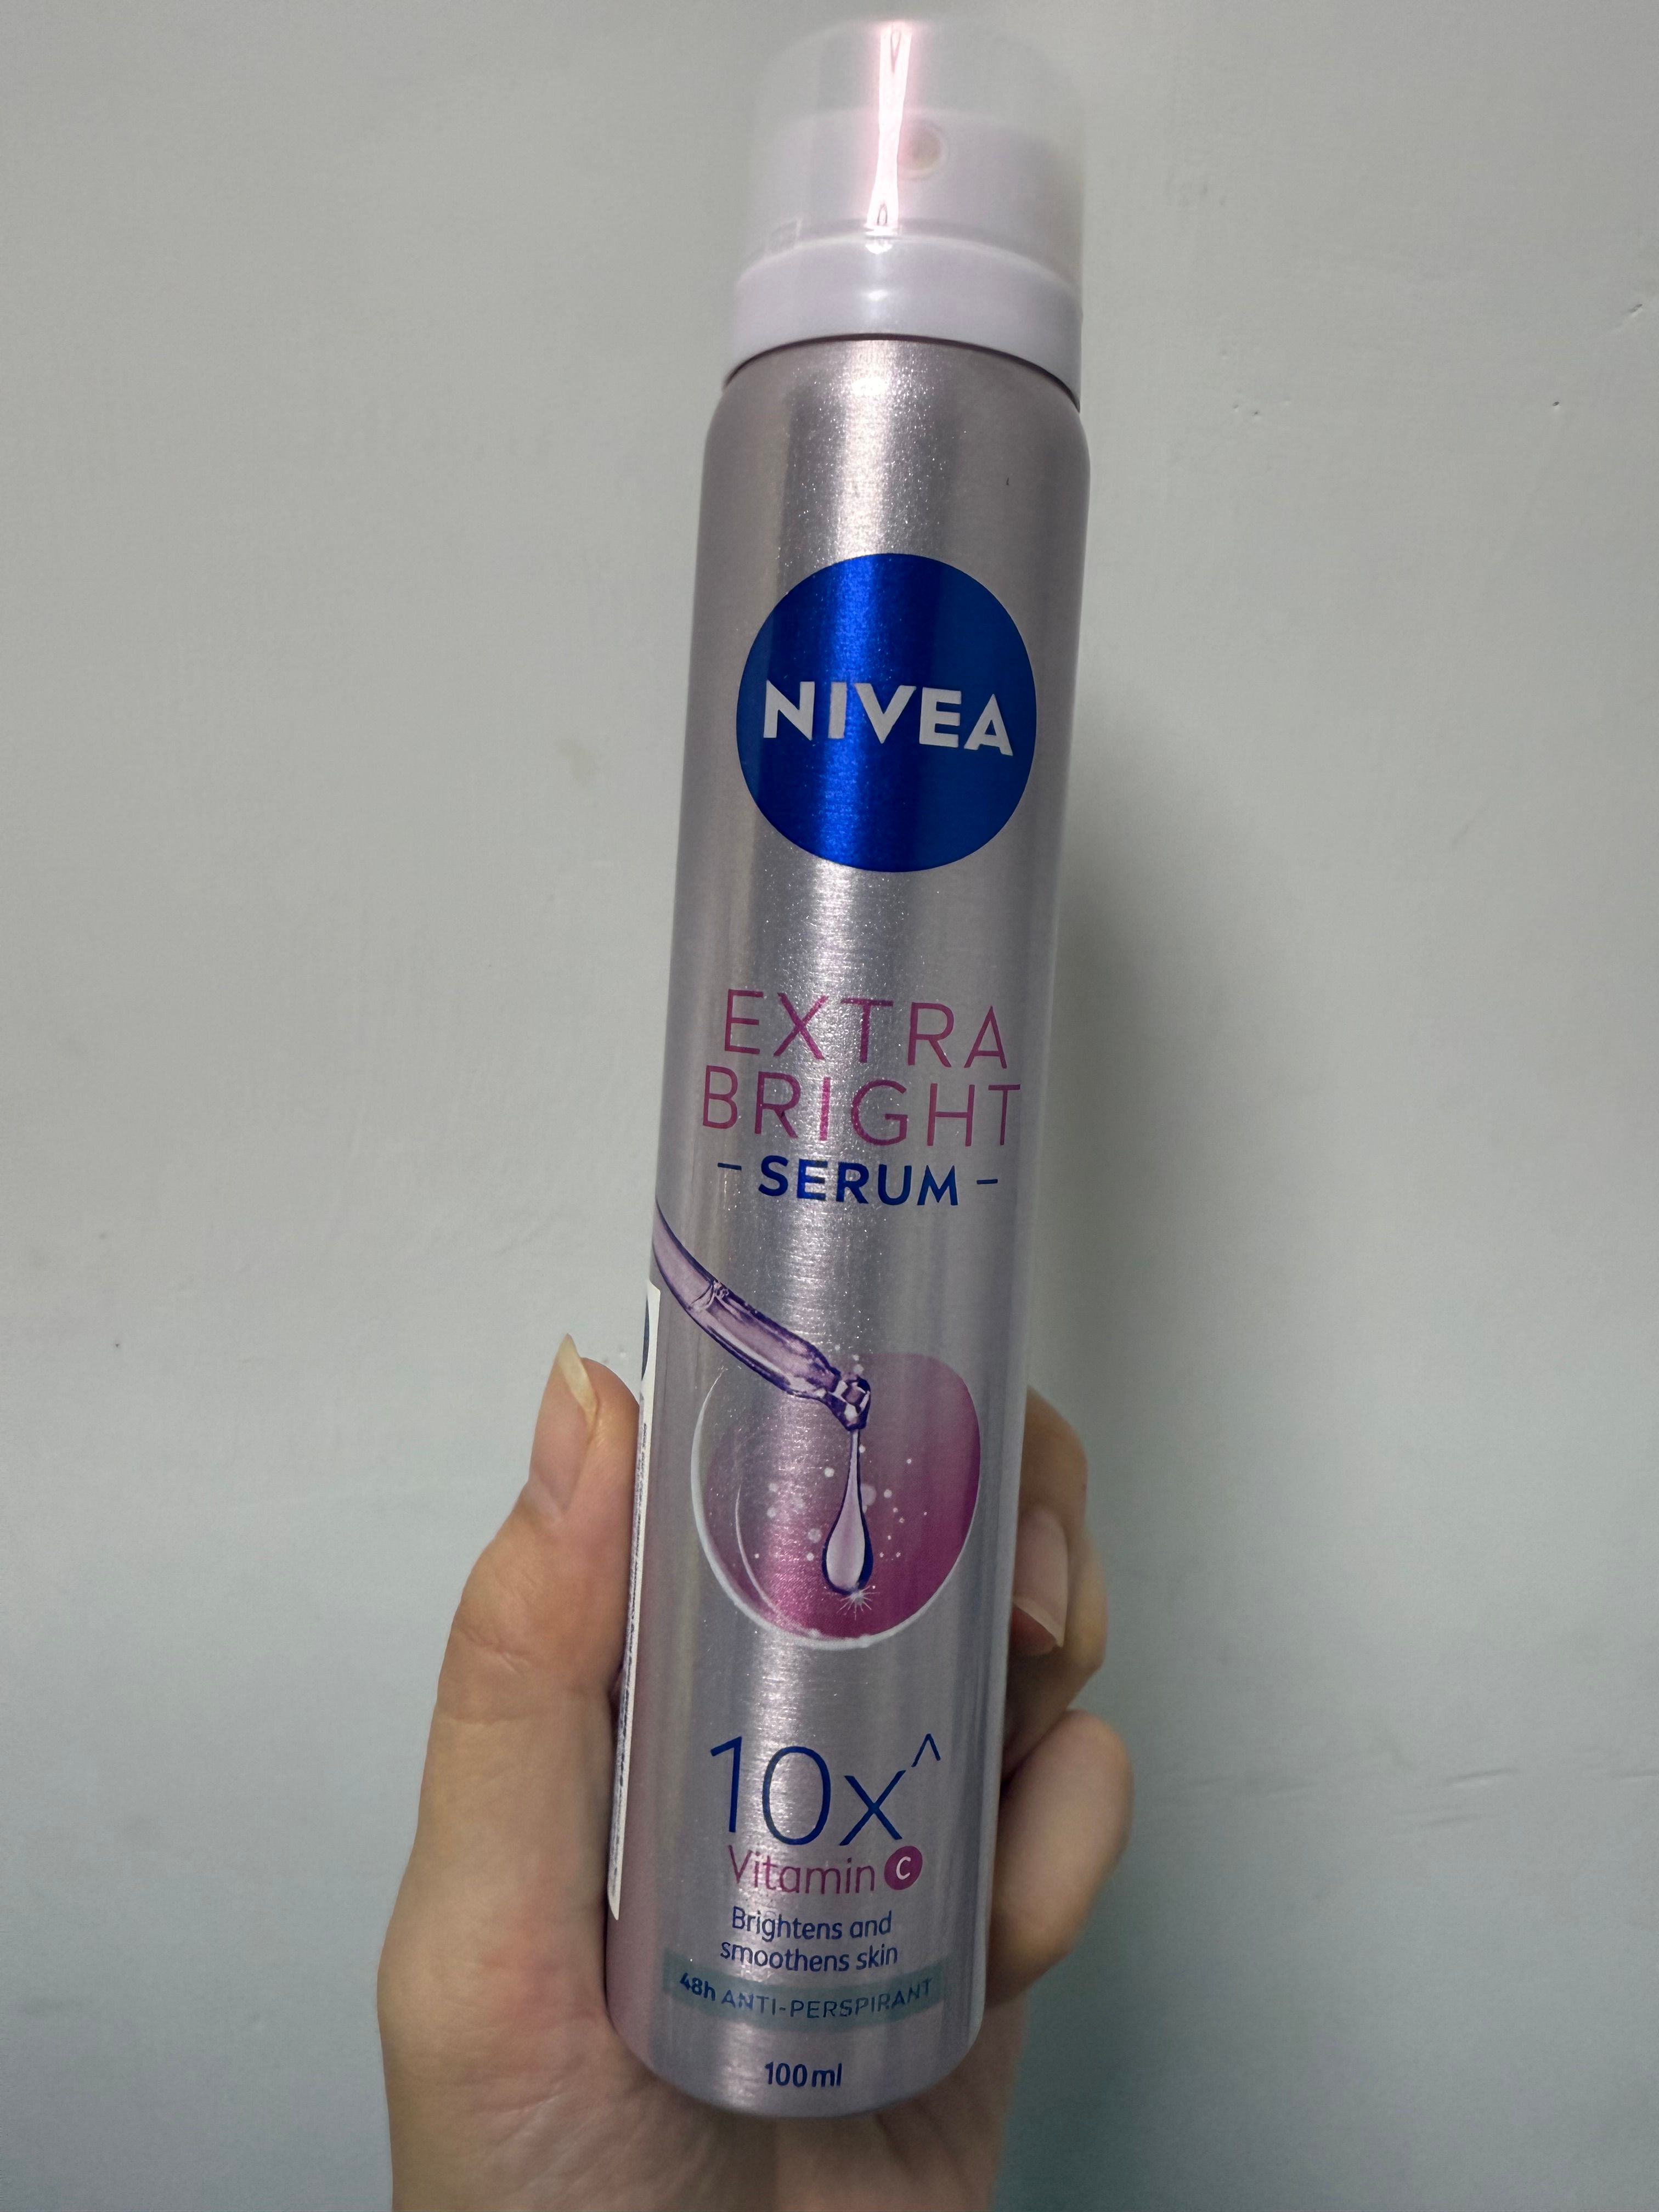 NIVEA
EXTRA
BRIGHT
- SERUM -
10x^
Vitamin C
Brightens and
smoothens skin
48h ANTI-PERSPIRANT
100ml